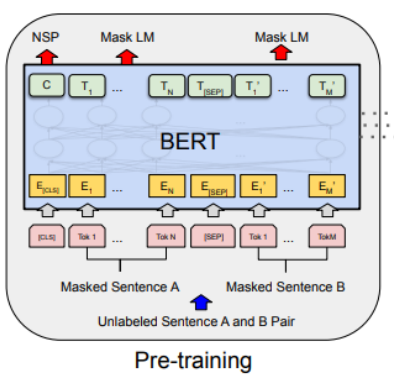 NSP Mask LM Mask LM
C T1 ... TN T[SEP] T1' ... TM'
BERT
E[CLS] E1 ... EN E[SEP] E1' ... EM'
[CLS] Tok 1 ... Tok N [SEP] Tok 1 ... TokM
Masked Sentence A Masked Sentence B
Unlabeled Sentence A and B Pair
Pre-training